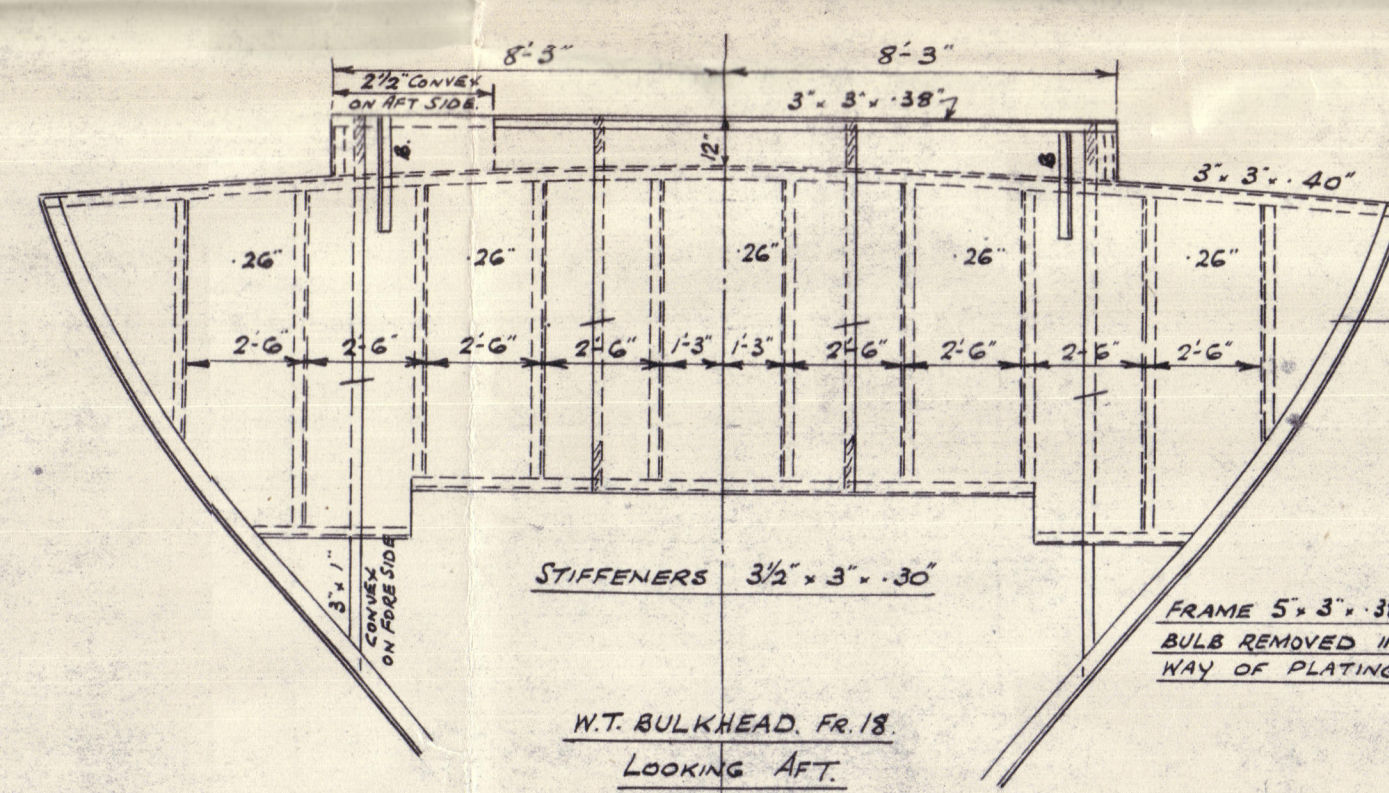 8'-3" 8'-3"
2½" CONVEX
ON AFT SIDE.
3" x 3" x .38"
B. 12" B
3" x 3" x .40"
.26" .26" .26" .26" .26"
2'-6" 2'-6" 2'-6" 2'-6" 1'-3" 1'-3" 2'-6" 2'-6" 2'-6" 2'-6"
3" x 1"
CONVEX
ON FORE SIDE
STIFFENERS 3½" x 3" x .30"
FRAME 5" x 3" x
BULB REMOVED
WAY OF PLATING
W.T. BULKHEAD. FR. 18.
LOOKING AFT.